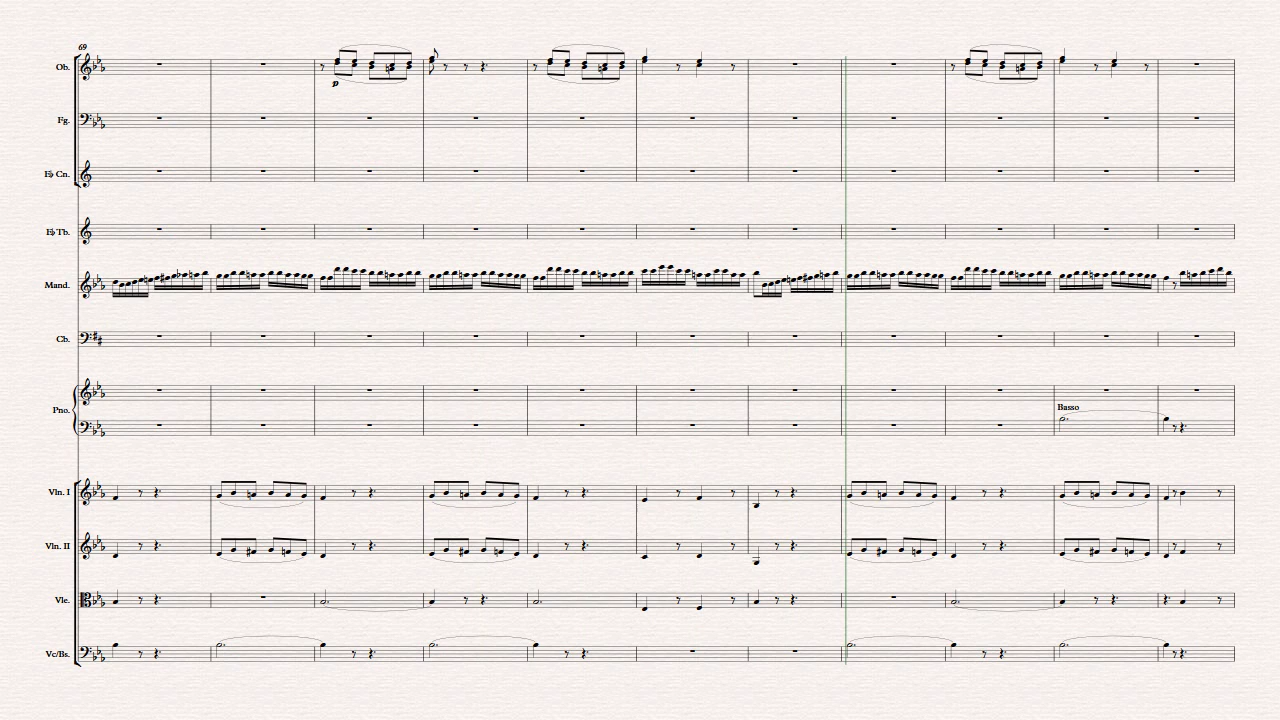 69
Ob.
p
Fg.
E♭ Cn.
E♭ Tb.
Mand.
Cb.
Pno.
Basso
Vln. I
Vln. II
Vle.
Vc/Bs.